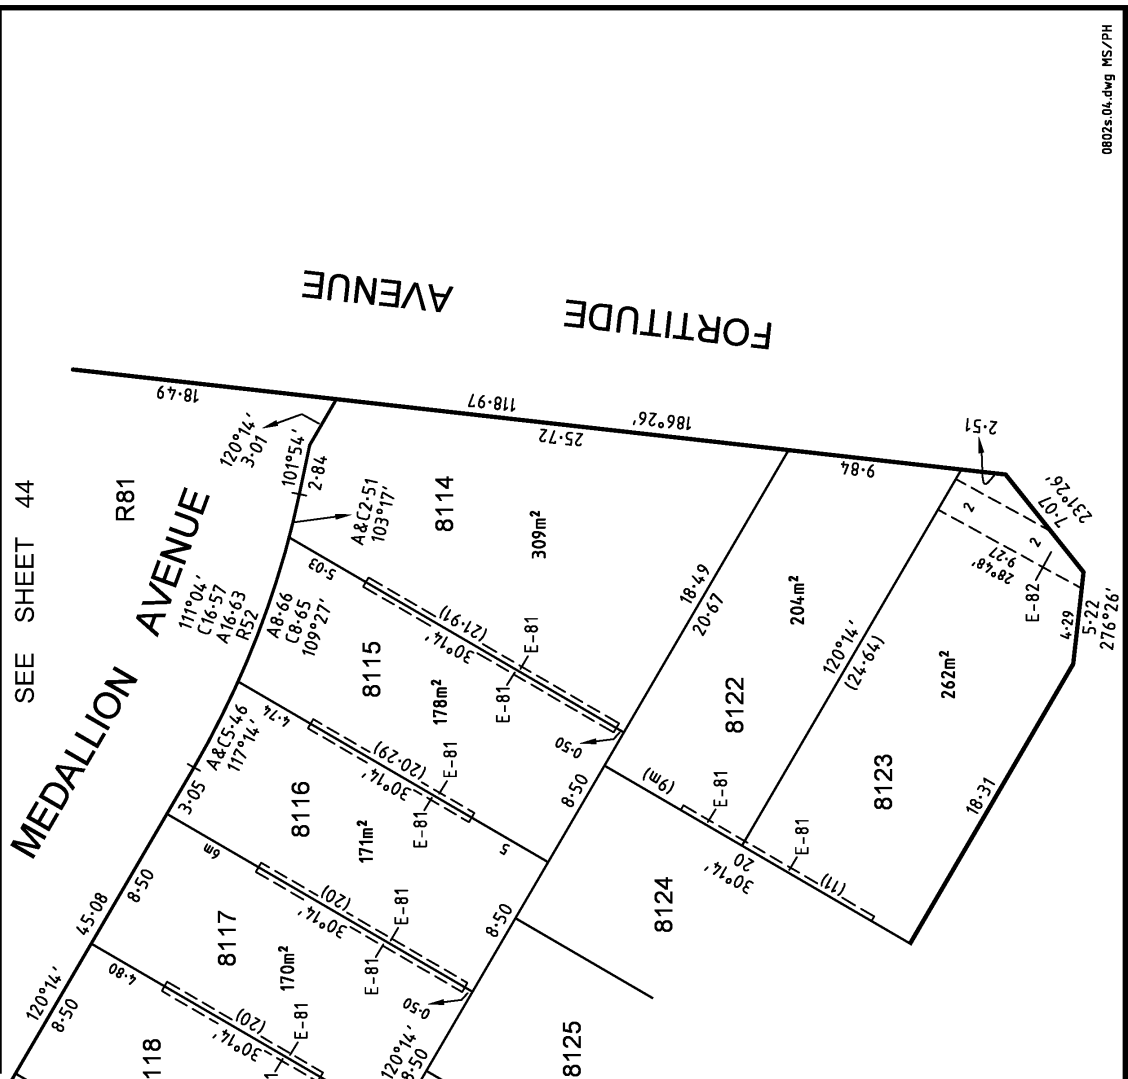 0802s.04.dwg MS/PH
SEE SHEET 44
R81
MEDALLION AVENUE
FORTITUDE AVENUE
18·49
118·97
186°26'
25·72
9·84
2·51
120°14'
3·01
101°54'
2·84
A&C2·51
103°17'
111°04'
C16·57
A16·63
R52
A8·66
C8·65
109°27'
A&C5·46
117°14'
3·05
45·08
120°14'
8·50
8·50
8114
309m²
5·03
(21·91)
30°14'
E-81
E-81
0·50
8115
178m²
4·74
(20·29)
30°14'
E-81
E-81
5
8116
171m²
6m
(20)
30°14'
E-81
E-81
0·50
8117
170m²
4·80
(20)
30°14'
E-81
118
18·49
20·67
8·50
8·50
120°14'
8·50
8122
204m²
120°14'
(24·64)
(9m)
E-81
20
30°14'
E-81
(11)
8123
262m²
18·31
2
2
7·07
231°26'
9·27
28°48'
E-82
4·29
5·22
276°26'
8124
8125